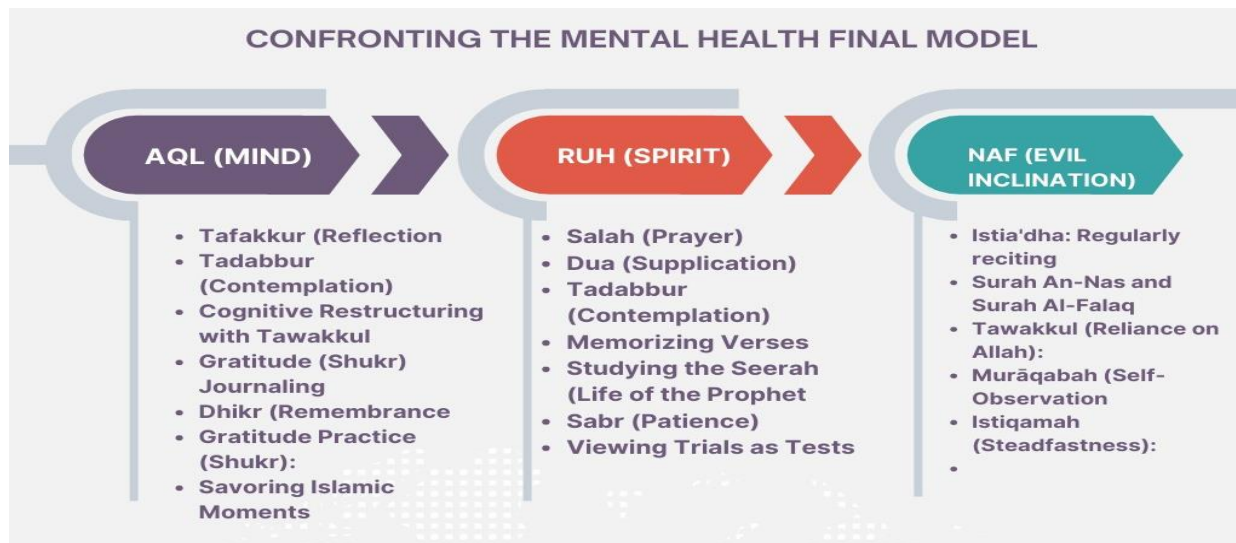 CONFRONTING THE MENTAL HEALTH FINAL MODEL
AQL (MIND)
• Tafakkur (Reflection
• Tadabbur
(Contemplation)
• Cognitive Restructuring
with Tawakkul
• Gratitude (Shukr)
Journaling
• Dhikr (Remembrance
• Gratitude Practice
(Shukr):
• Savoring Islamic
Moments
RUH (SPIRIT)
• Salah (Prayer)
• Dua (Supplication)
• Tadabbur
(Contemplation)
• Memorizing Verses
• Studying the Seerah
(Life of the Prophet
• Sabr (Patience)
• Viewing Trials as Tests
NAF (EVIL
INCLINATION)
• Istia'dha: Regularly
reciting
• Surah An-Nas and
Surah Al-Falaq
• Tawakkul (Reliance on
Allah):
• Murāqabah (Self-
Observation
• Istiqamah
(Steadfastness):
•